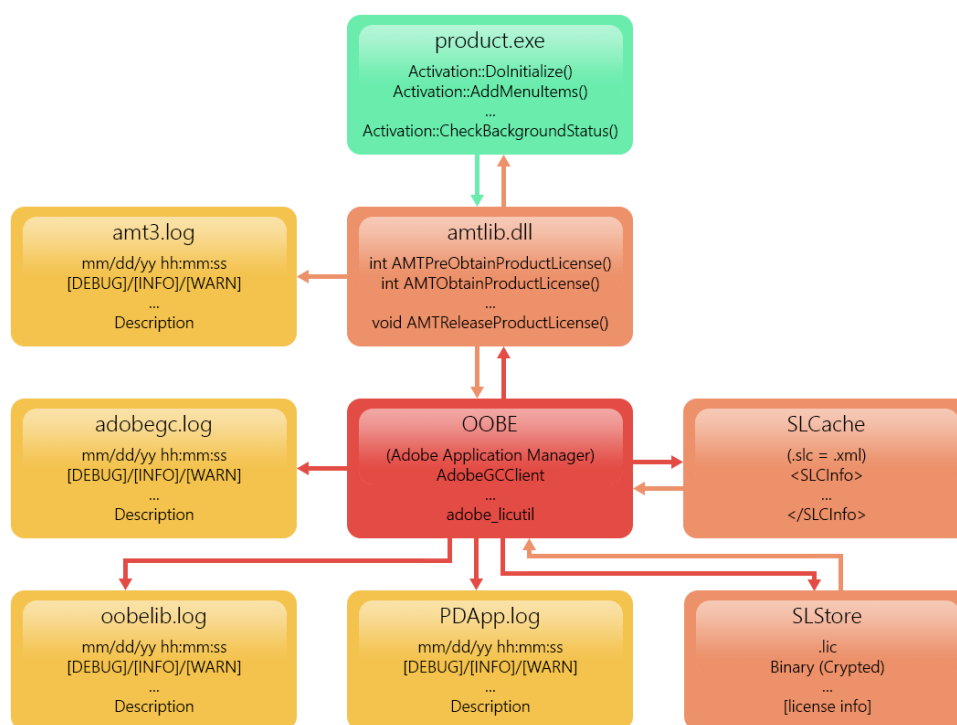 product.exe
Activation::DoInitialize()
Activation::AddMenuItems()
...
Activation::CheckBackgroundStatus()
amt3.log
mm/dd/yy hh:mm:ss
[DEBUG]/[INFO]/[WARN]
...
Description
amtlib.dll
int AMTPreObtainProductLicense()
int AMTObtainProductLicense()
...
void AMTReleaseProductLicense()
adobegc.log
mm/dd/yy hh:mm:ss
[DEBUG]/[INFO]/[WARN]
...
Description
OOBE
(Adobe Application Manager)
AdobeGCClient
...
adobe_licutil
SLCache
(.slc = .xml)
<SLCInfo>
...
</SLCInfo>
oobelib.log
mm/dd/yy hh:mm:ss
[DEBUG]/[INFO]/[WARN]
...
Description
PDApp.log
mm/dd/yy hh:mm:ss
[DEBUG]/[INFO]/[WARN]
...
Description
SLStore
.lic
Binary (Crypted)
...
[license info]